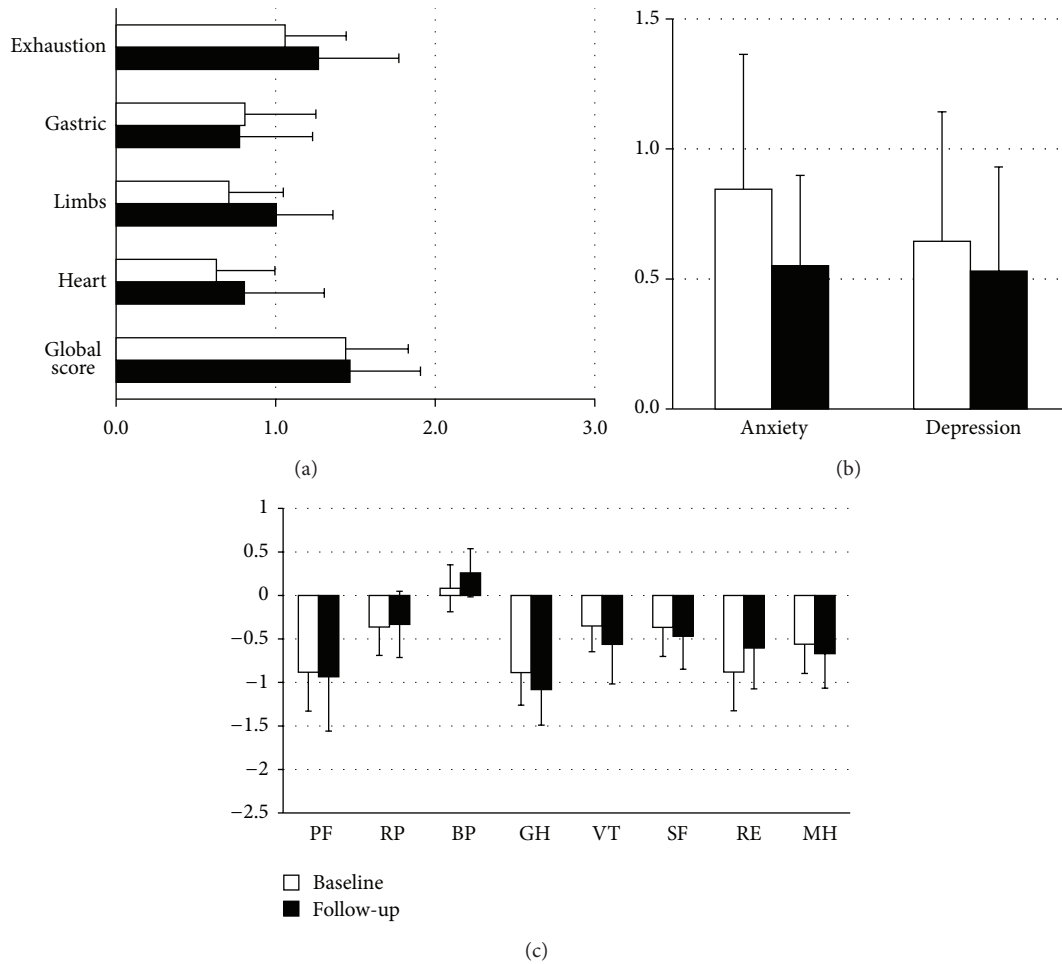 Exhaustion
Gastric
Limbs
Heart
Global
score
0.0 1.0 2.0 3.0
(a)
1.5
1.0
0.5
0.0
Anxiety Depression
(b)
1
0.5
0
−0.5
−1
−1.5
−2
−2.5
PF RP BP GH VT SF RE MH
Baseline
Follow-up
(c)